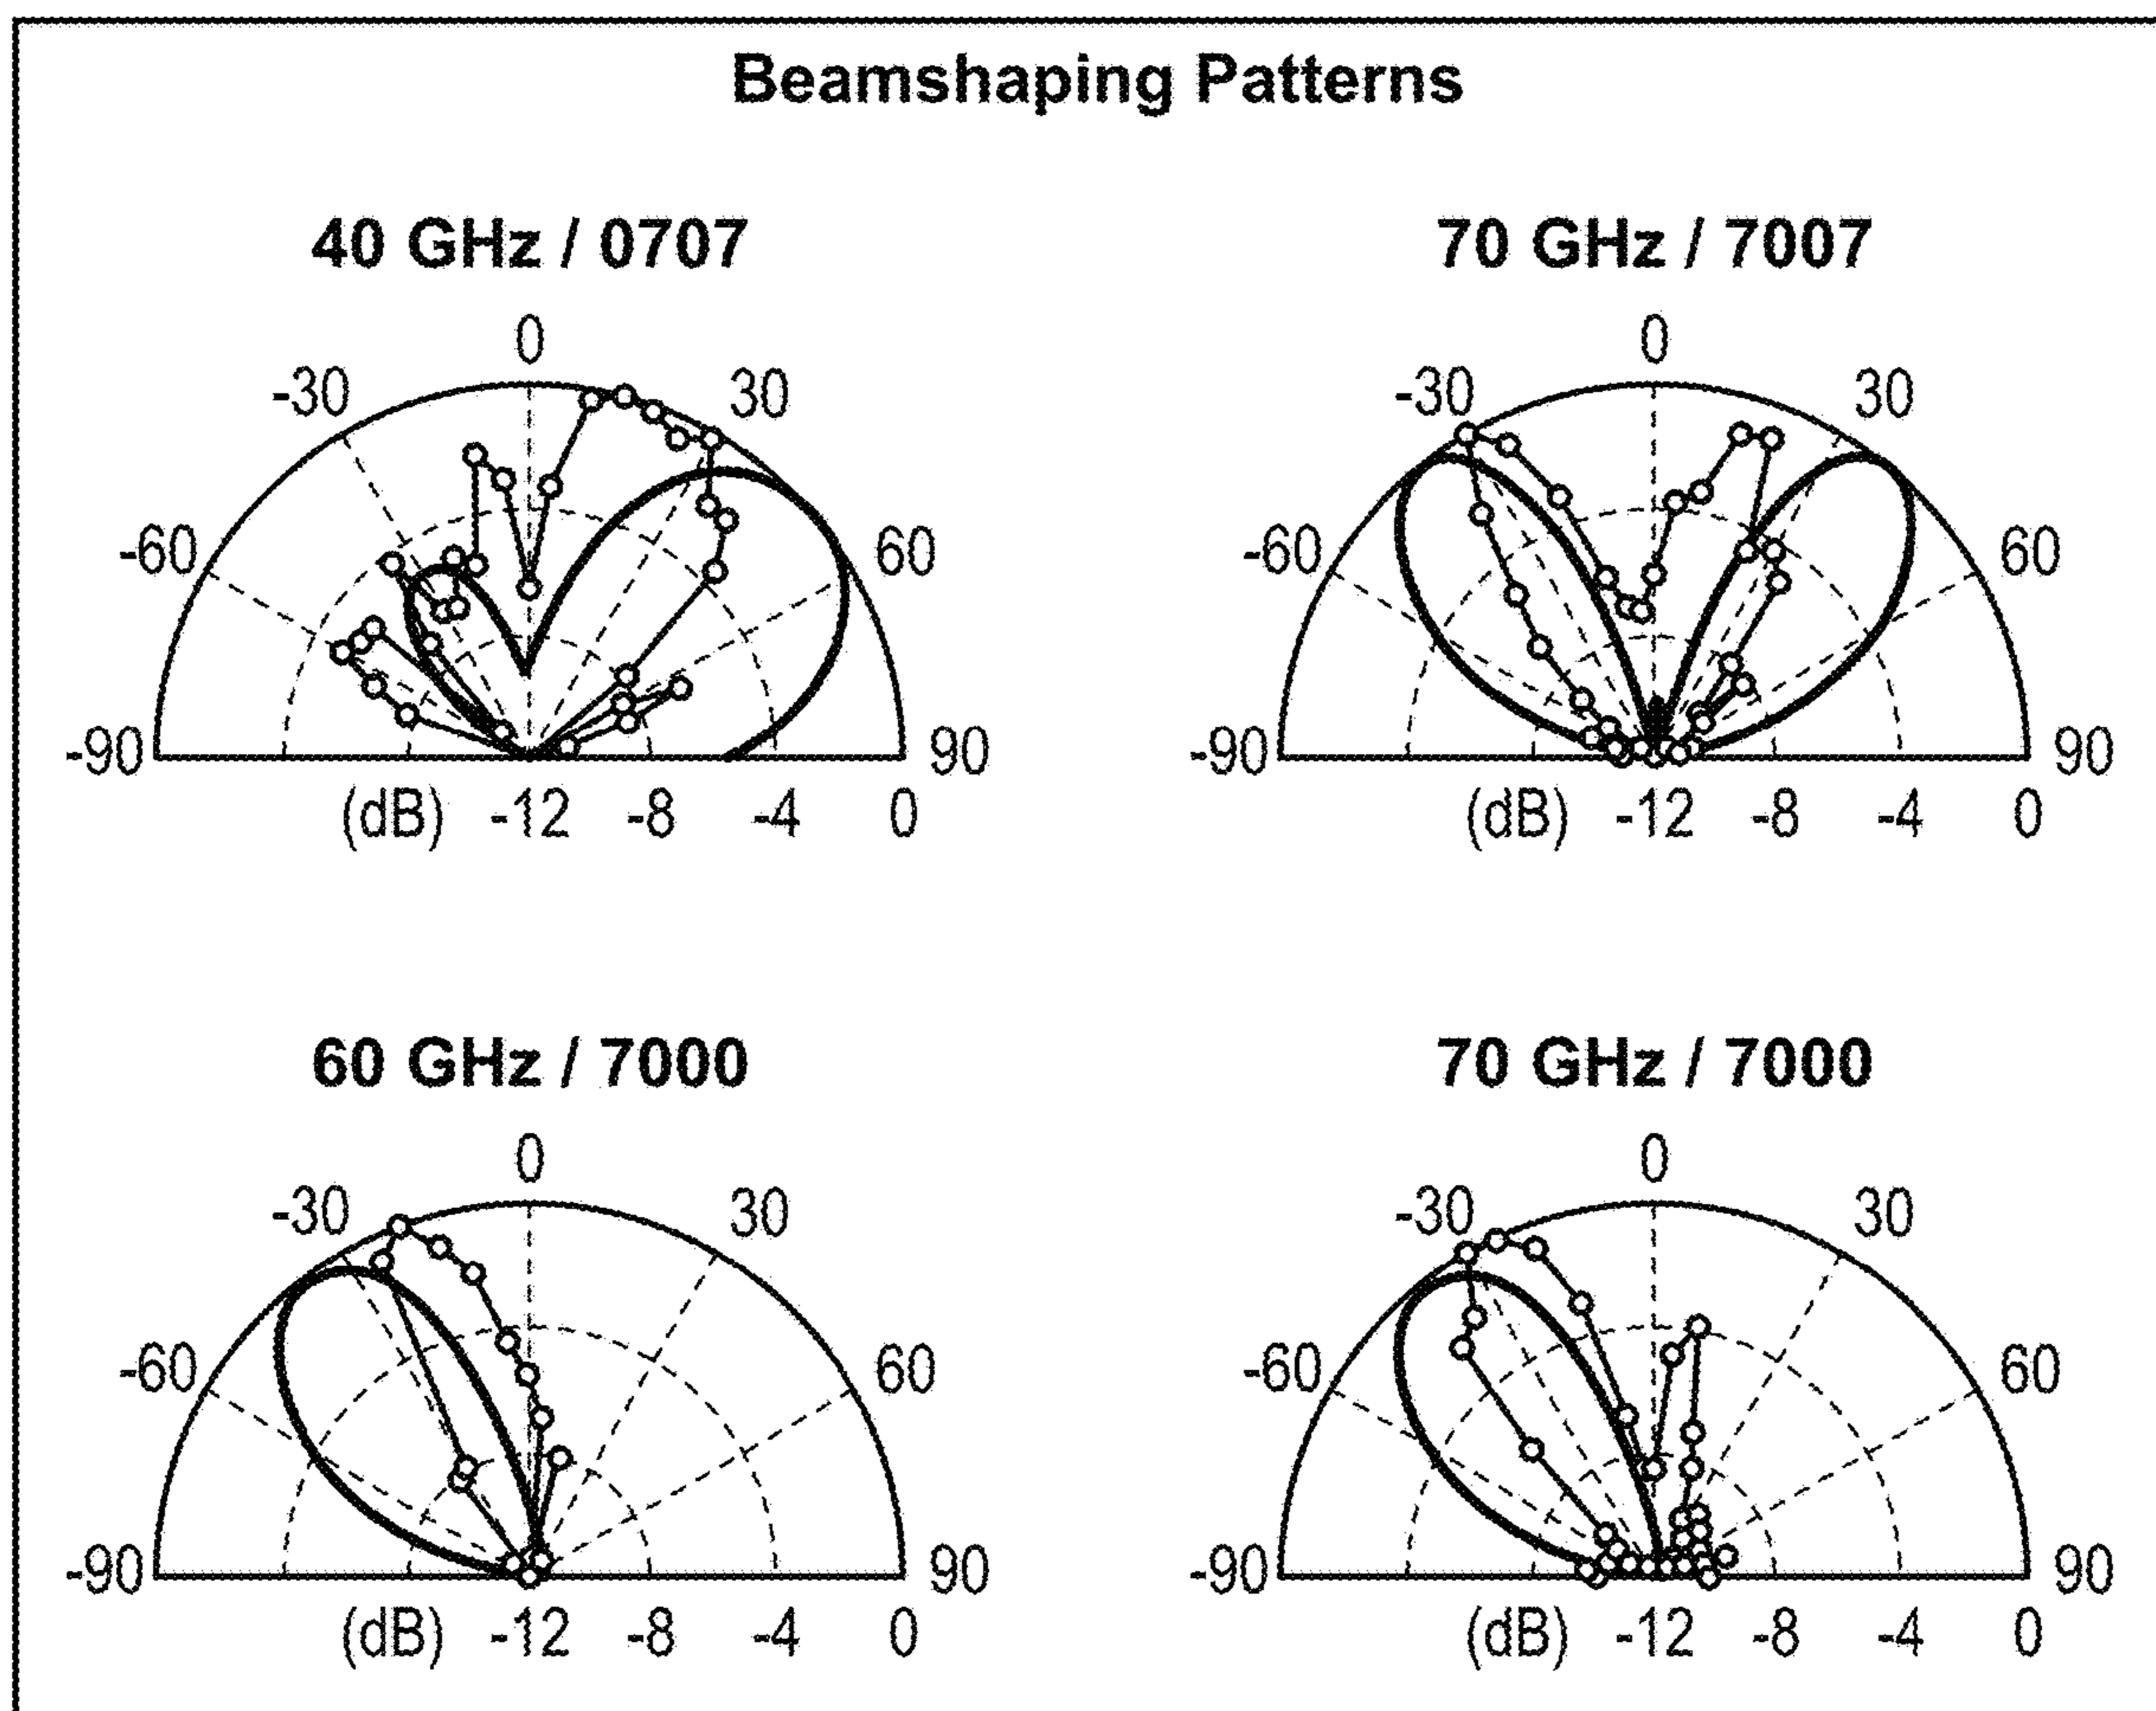 Beamshaping Patterns
40 GHz / 0707
0
-30 30
-60 60
-90 90
(dB) -12 -8 -4 0
70 GHz / 7007
0
-30 30
-60 60
-90 90
(dB) -12 -8 -4 0
60 GHz / 7000
0
-30 30
-60 60
-90 90
(dB) -12 -8 -4 0
70 GHz / 7000
0
-30 30
-60 60
-90 90
(dB) -12 -8 -4 0